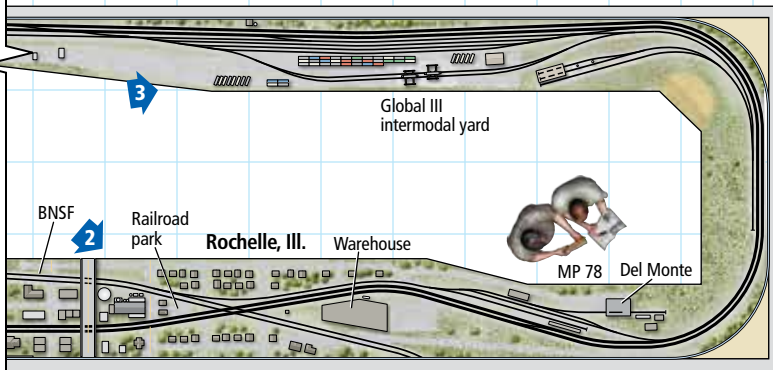 3
Global III
intermodal yard
BNSF
2
Railroad
park
Rochelle, Ill.
Warehouse
MP 78
Del Monte